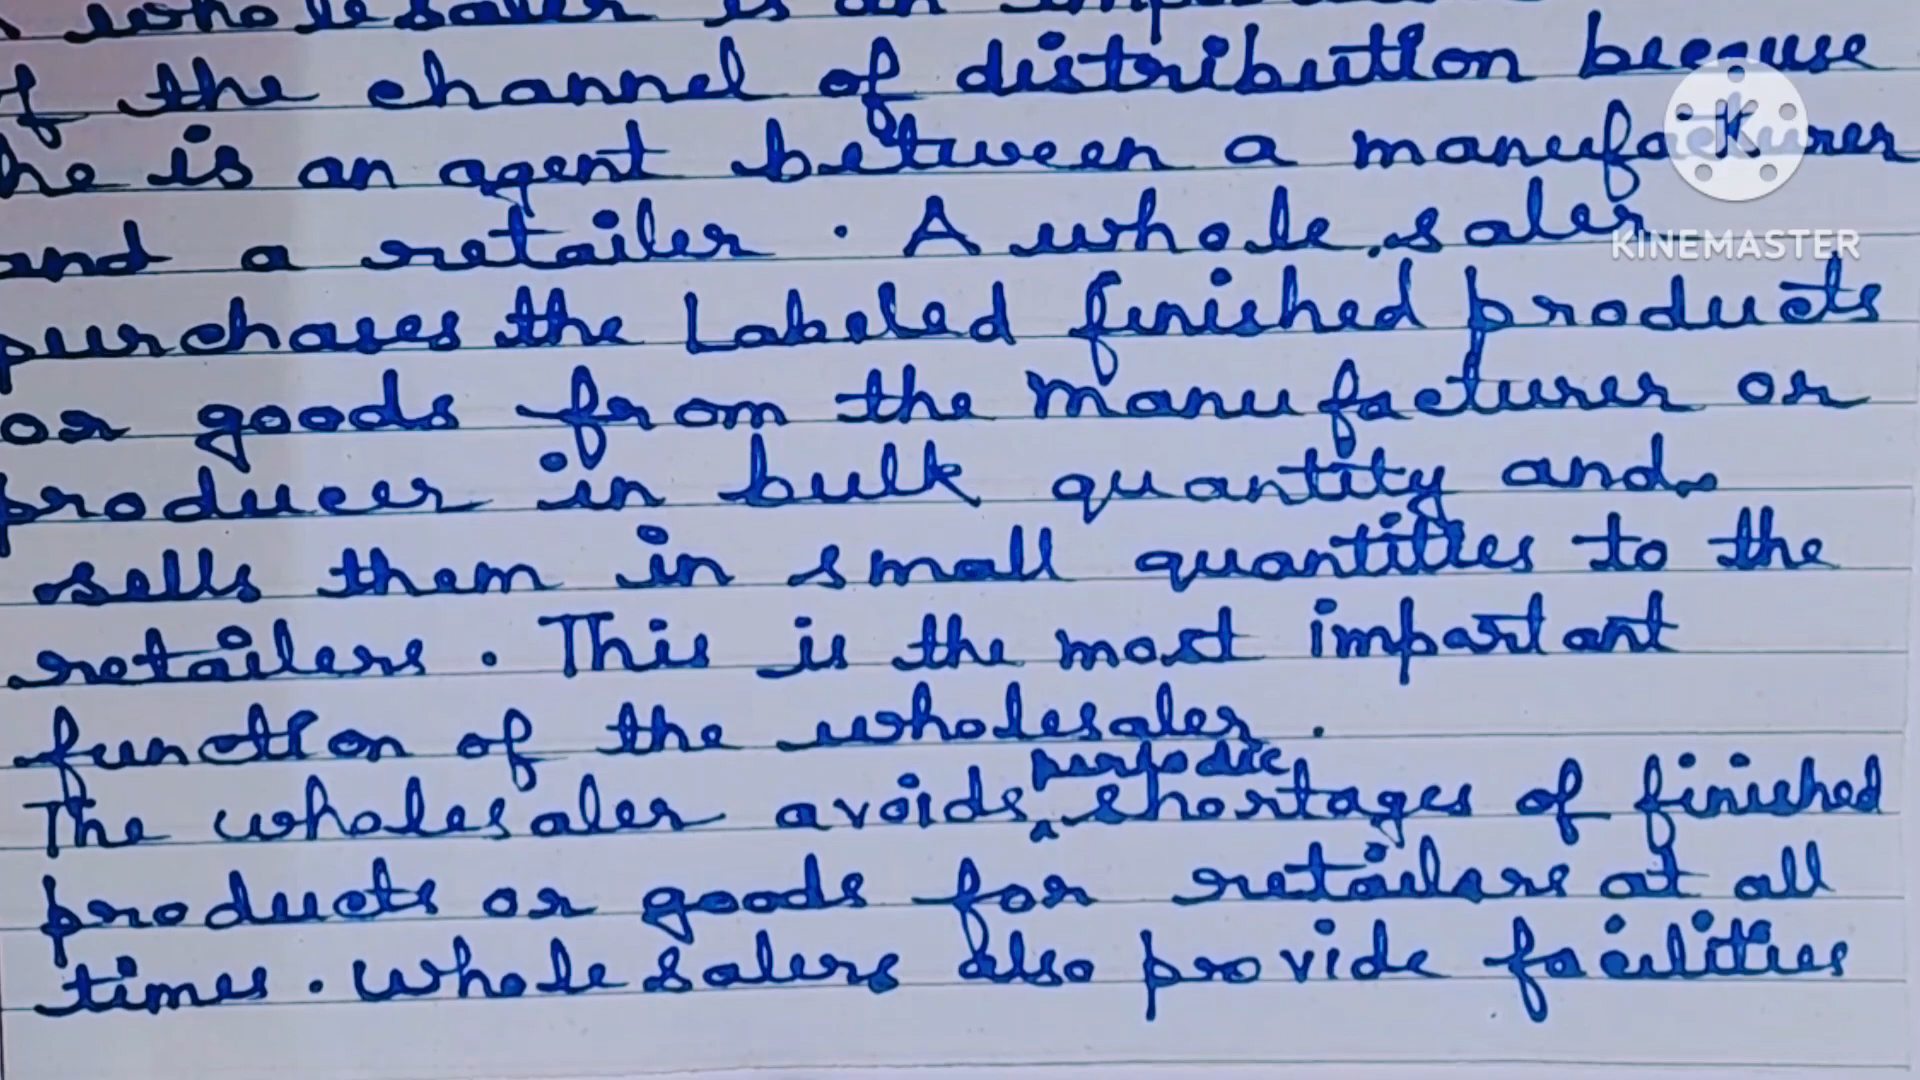 wholesaler is an
of the channel of distribution because
he is an agent between a manufacturer
and a retailer. A whole saler
KINEMASTER
purchases the Labeled finished products
or goods from the manufacturer or
producer in bulk quantity and
sells them in small quantities to the
retailers. This is the most important
function of the wholesaler.
periodic
The wholesaler avoids shortages of finished
products or goods for retailers at all
times. Wholesalers also provide facilities